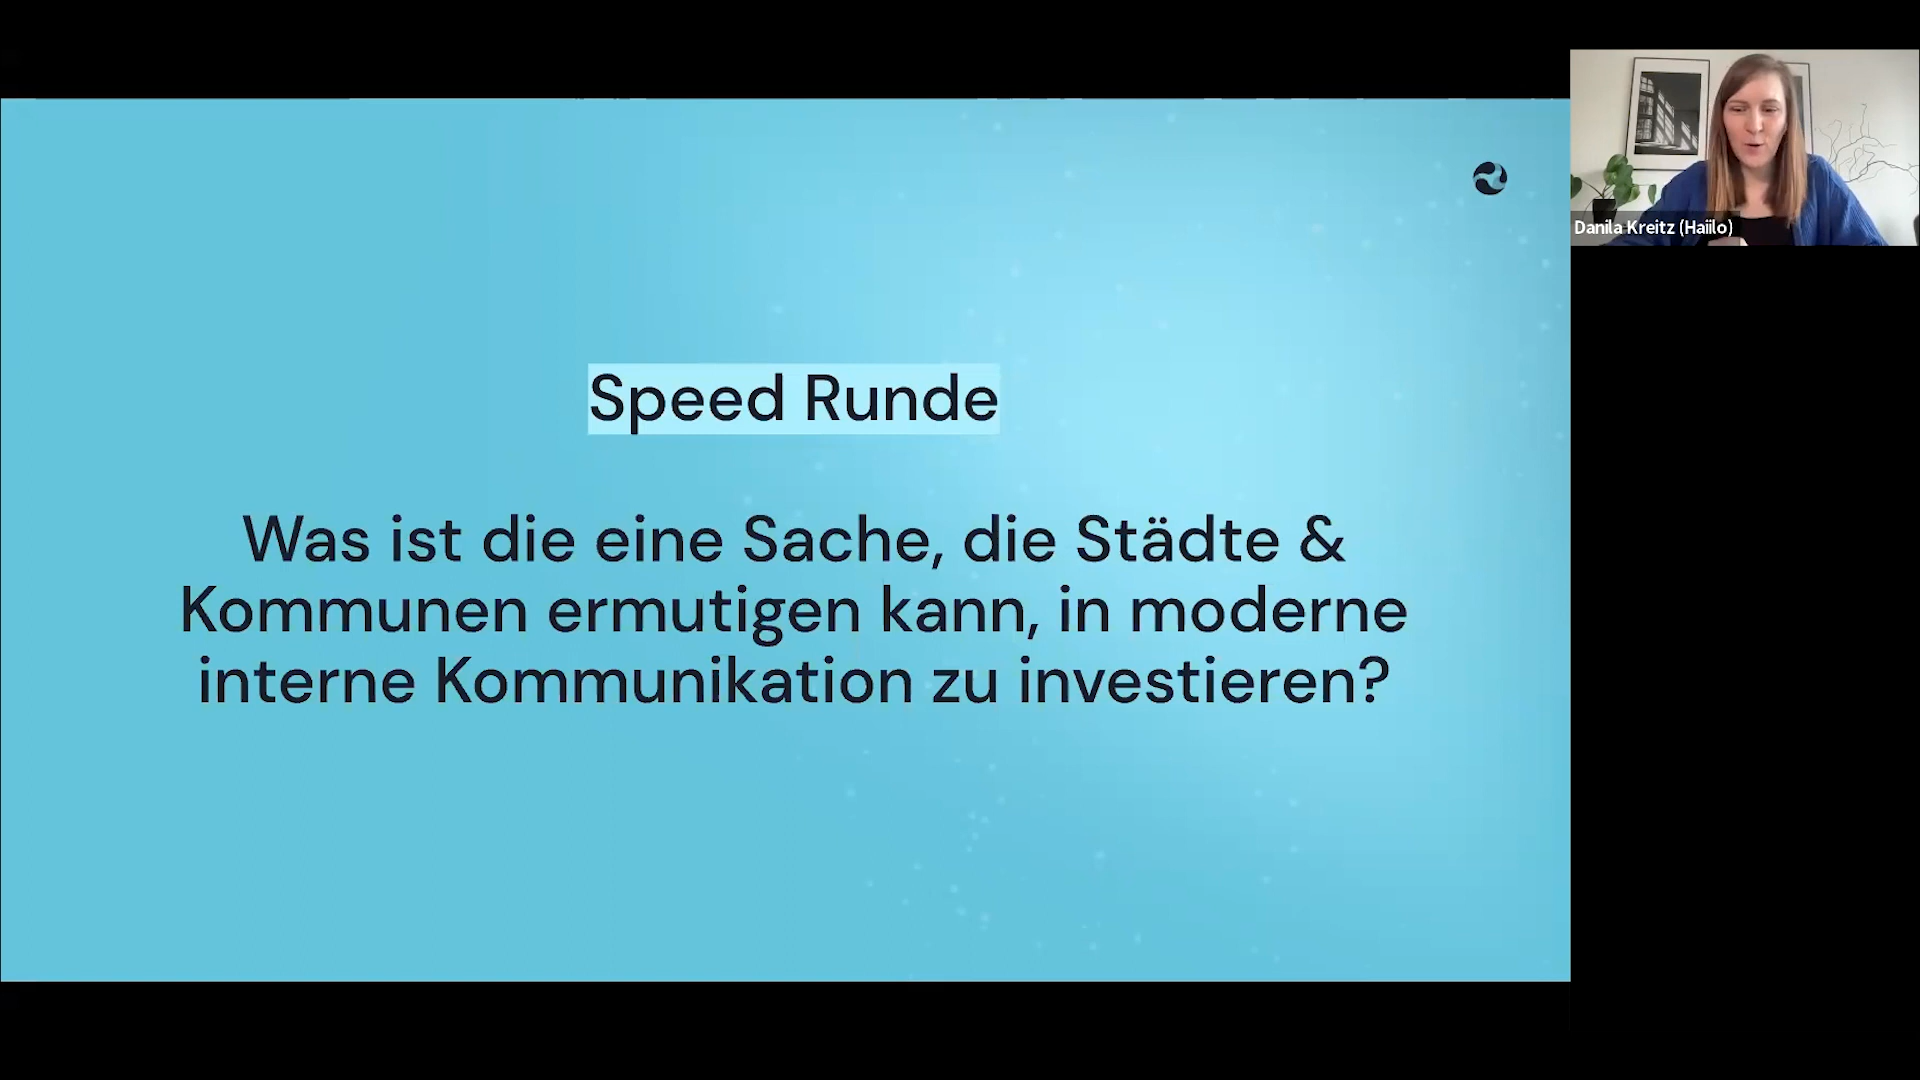 Speed Runde
Was ist die eine Sache, die Städte &
Kommunen ermutigen kann, in moderne
interne Kommunikation zu investieren?
Danila Kreitz (Haiilo)